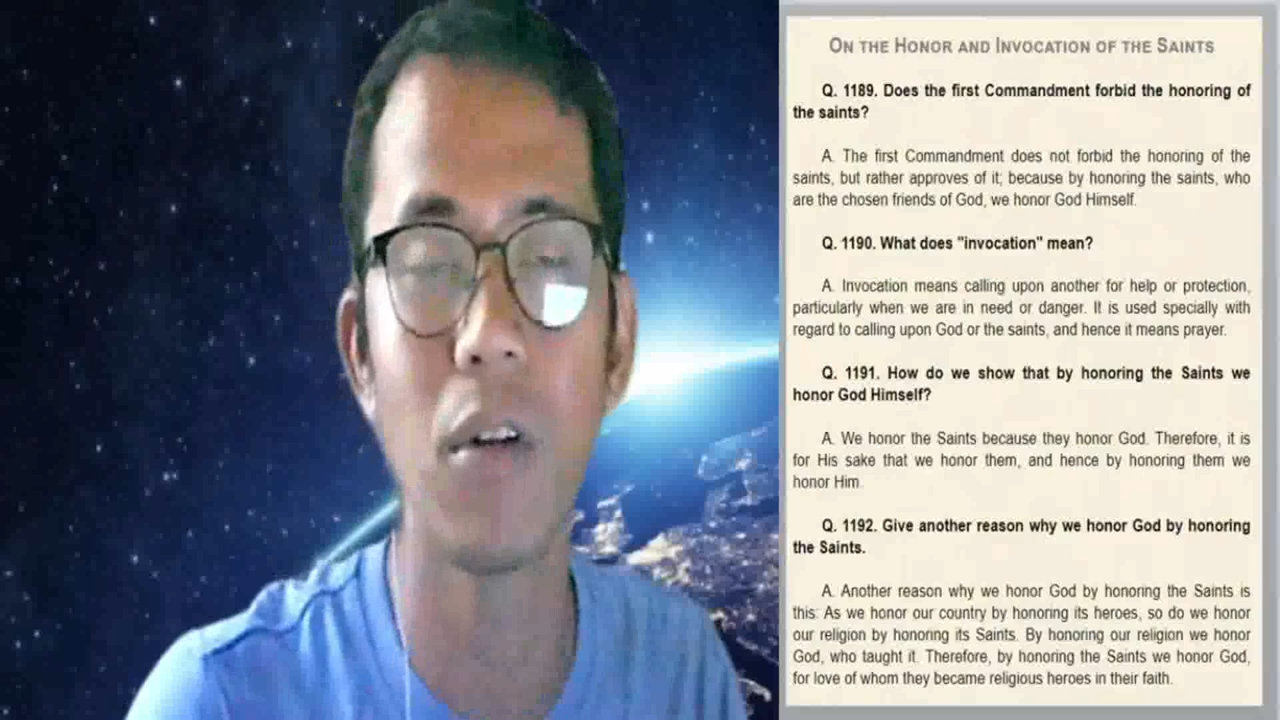 ON THE HONOR AND INVOCATION OF THE SAINTS
Q. 1189. Does the first Commandment forbid the honoring of
the saints?
A. The first Commandment does not forbid the honoring of the
saints, but rather approves of it; because by honoring the saints, who
are the chosen friends of God, we honor God Himself.
Q. 1190. What does "invocation" mean?
A. Invocation means calling upon another for help or protection,
particularly when we are in need or danger. It is used specially with
regard to calling upon God or the saints, and hence it means prayer.
Q. 1191. How do we show that by honoring the Saints we
honor God Himself?
A. We honor the Saints because they honor God. Therefore, it is
for His sake that we honor them, and hence by honoring them we
honor Him.
Q. 1192. Give another reason why we honor God by honoring
the Saints.
A. Another reason why we honor God by honoring the Saints is
this: As we honor our country by honoring its heroes, so do we honor
our religion by honoring its Saints. By honoring our religion we honor
God, who taught it. Therefore, by honoring the Saints we honor God,
for love of whom they became religious heroes in their faith.